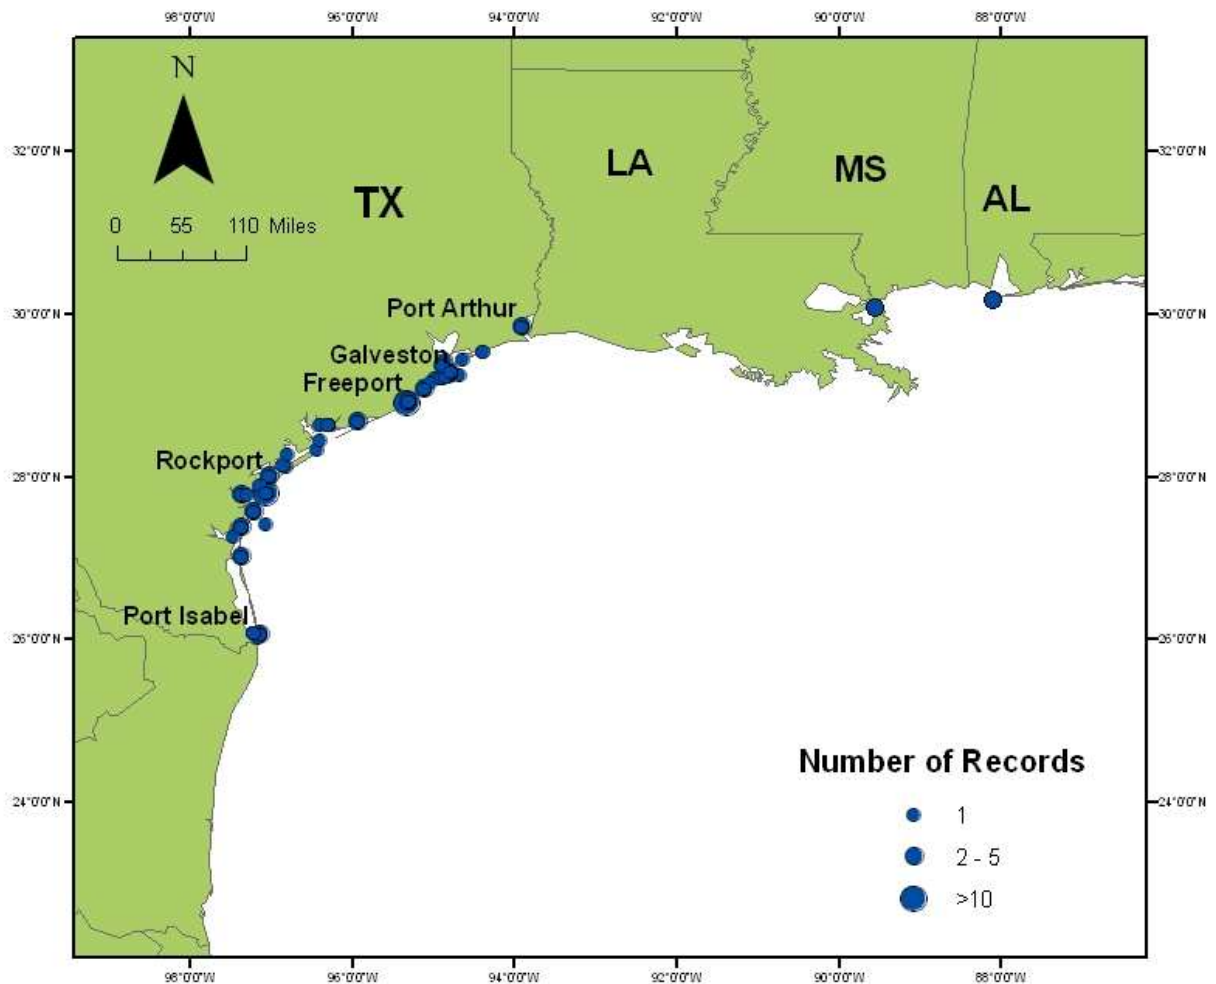 98°0'0"W 96°0'0"W 94°0'0"W 92°0'0"W 90°0'0"W 88°0'0"W
N
32°0'0"N 32°0'0"N
LA MS
TX AL
0 55 110 Miles
Port Arthur
30°0'0"N 30°0'0"N
Galveston
Freeport
Rockport
28°0'0"N 28°0'0"N
Port Isabel
26°0'0"N 26°0'0"N
Number of Records
24°0'0"N 24°0'0"N
1
2 - 5
>10
98°0'0"W 96°0'0"W 94°0'0"W 92°0'0"W 90°0'0"W 88°0'0"W